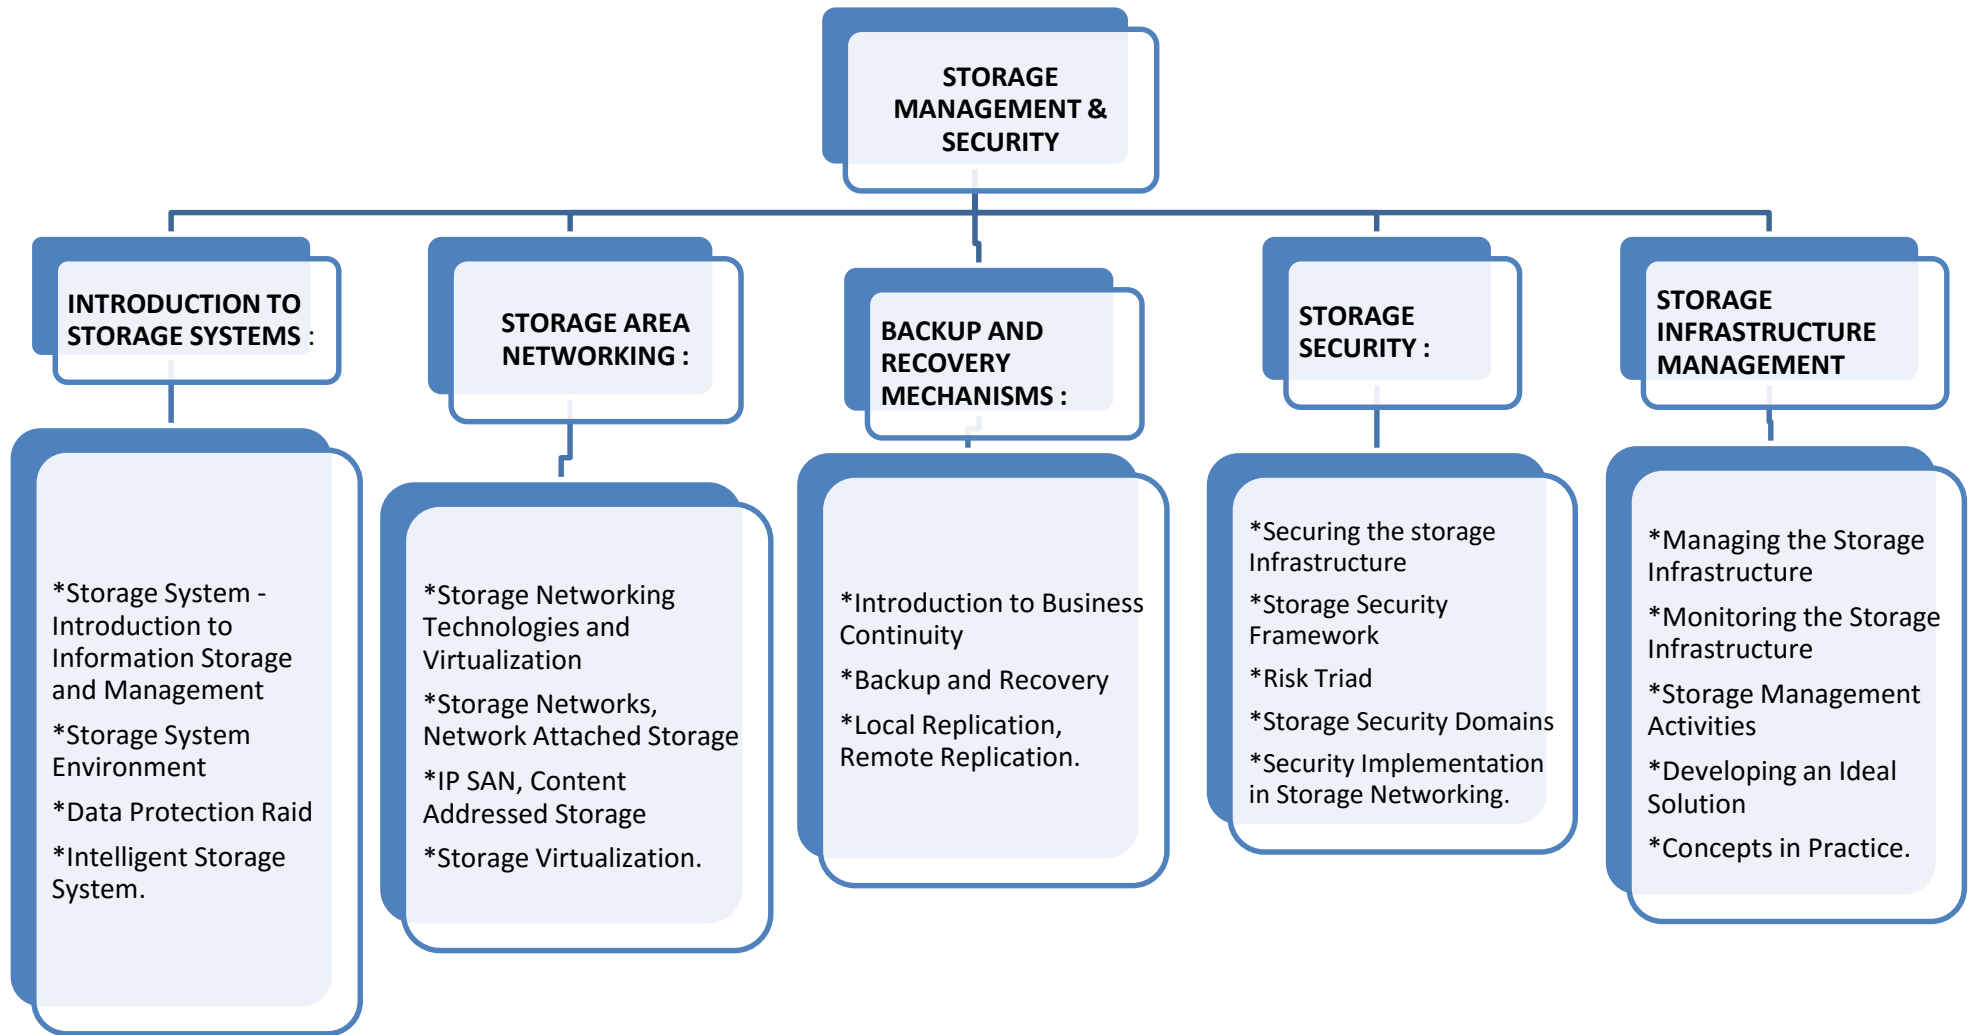 STORAGE
MANAGEMENT &
SECURITY
INTRODUCTION TO
STORAGE SYSTEMS :
*Storage System -
Introduction to
Information Storage
and Management
*Storage System
Environment
*Data Protection Raid
*Intelligent Storage
System.
STORAGE AREA
NETWORKING :
*Storage Networking
Technologies and
Virtualization
*Storage Networks,
Network Attached Storage
*IP SAN, Content
Addressed Storage
*Storage Virtualization.
BACKUP AND
RECOVERY
MECHANISMS :
*Introduction to Business
Continuity
*Backup and Recovery
*Local Replication,
Remote Replication.
STORAGE
SECURITY :
*Securing the storage
Infrastructure
*Storage Security
Framework
*Risk Triad
*Storage Security Domains
*Security Implementation
in Storage Networking.
STORAGE
INFRASTRUCTURE
MANAGEMENT
*Managing the Storage
Infrastructure
*Monitoring the Storage
Infrastructure
*Storage Management
Activities
*Developing an Ideal
Solution
*Concepts in Practice.